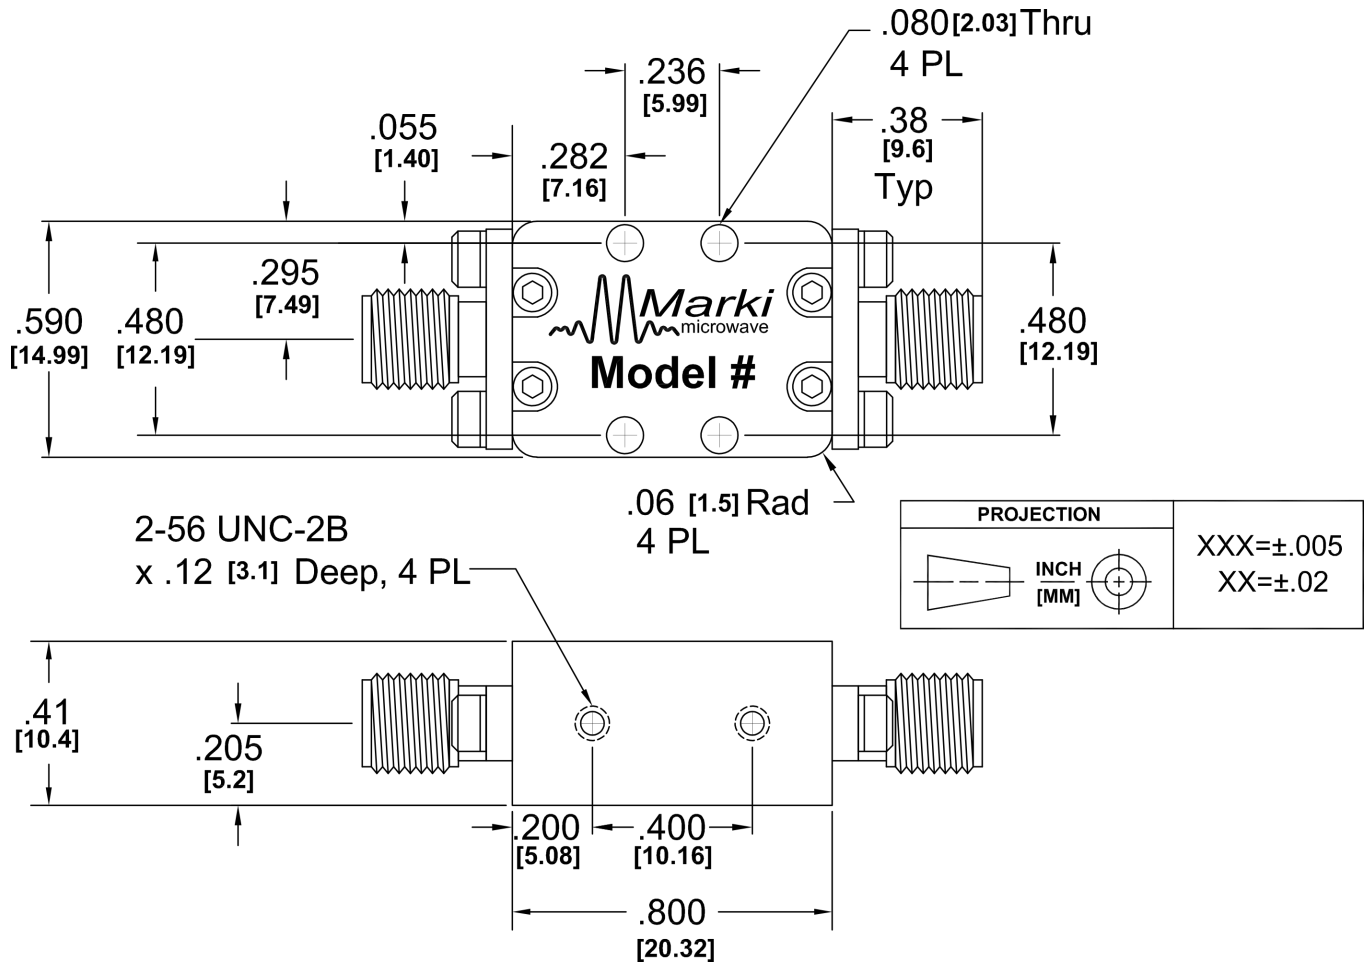 .080[2.03] Thru
4 PL
.236
[5.99]
.38
[9.6]
Typ
.055
[1.40]
.282
[7.16]
.295
[7.49]
.590
[14.99]
.480
[12.19]
Marki
microwave
Model #
.480
[12.19]
.06 [1.5] Rad
4 PL
2-56 UNC-2B
x .12 [3.1] Deep, 4 PL
PROJECTION
INCH
[MM]
XXX=±.005
XX=±.02
.41
[10.4]
.205
[5.2]
.200
[5.08]
.400
[10.16]
.800
[20.32]